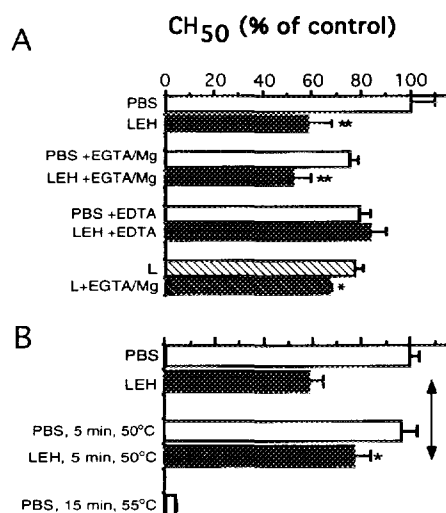 CH50 (% of control)
A
0 20 40 60 80 100
PBS
LEH **
PBS +EGTA/Mg
LEH +EGTA/Mg **
PBS +EDTA
LEH +EDTA
L
L+EGTA/Mg *
B
PBS
LEH
PBS, 5 min, 50°C
LEH, 5 min, 50°C *
PBS, 15 min, 55°C